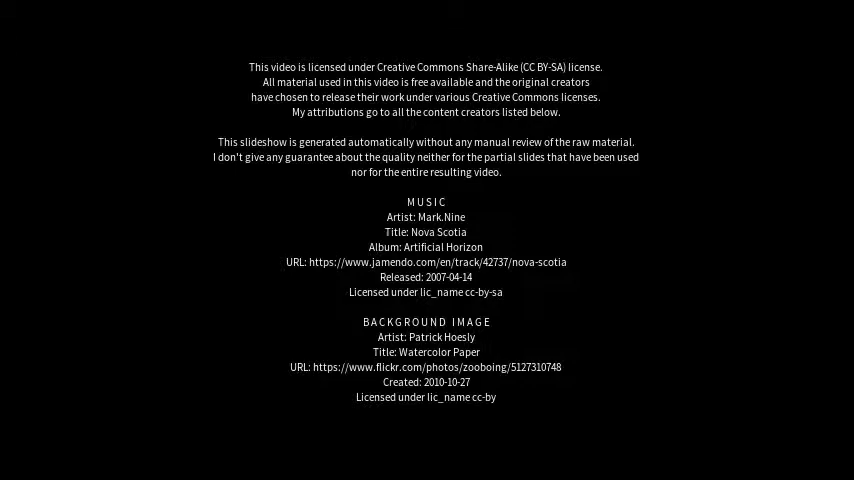 This video is licensed under Creative Commons Share-Alike (CC BY-SA) license.
All material used in this video is free available and the original creators
have chosen to release their work under various Creative Commons licenses.
My attributions go to all the content creators listed below.
This slideshow is generated automatically without any manual review of the raw material.
I don't give any guarantee about the quality neither for the partial slides that have been used
nor for the entire resulting video.
MUSIC
Artist: Mark.Nine
Title: Nova Scotia
Album: Artificial Horizon
URL: https://www.jamendo.com/en/track/42737/nova-scotia
Released: 2007-04-14
Licensed under lic_name cc-by-sa
BACKGROUND IMAGE
Artist: Patrick Hoesly
Title: Watercolor Paper
URL: https://www.flickr.com/photos/zooboing/5127310748
Created: 2010-10-27
Licensed under lic_name cc-by